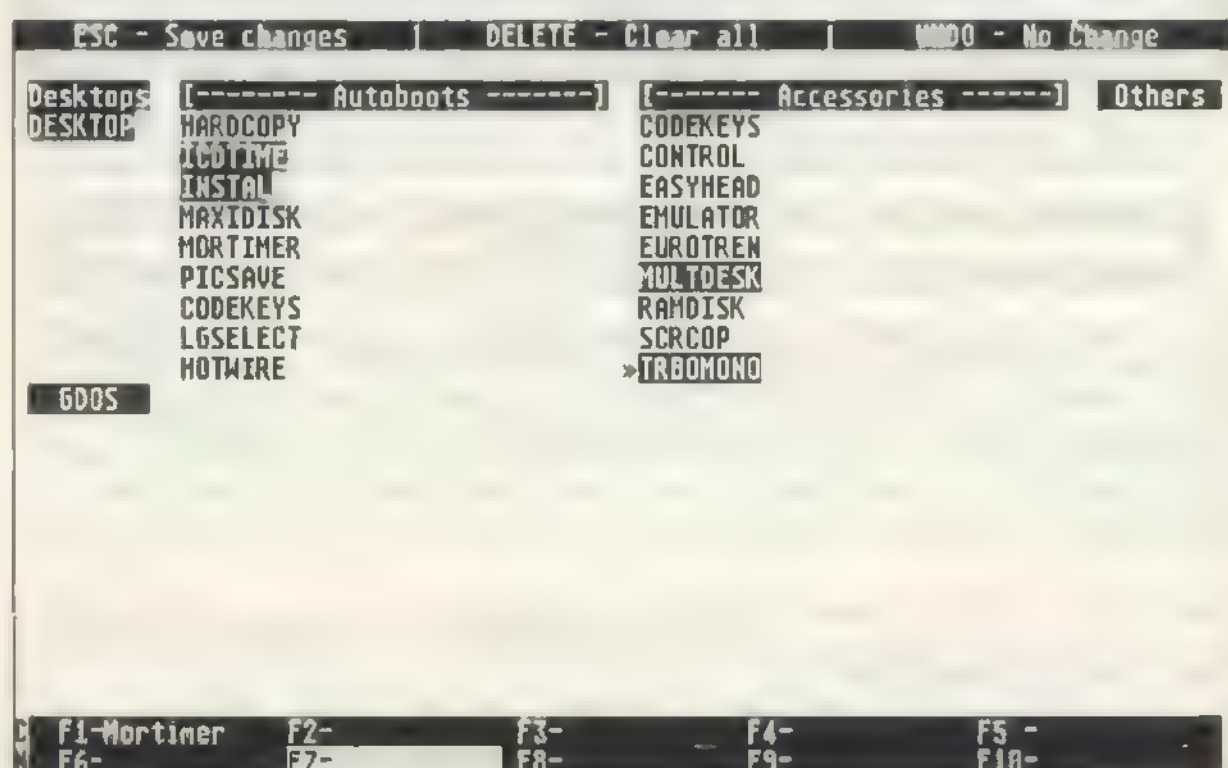 ESC - Save changes | DELETE - Clear all | UNDO - No Change
Desktops [-------- Autoboots -------] [------- Accessories ------] Others
DESKTOP HARDCOPY CODEKEYS
ICDTIME CONTROL
INSTAL EASYHEAD
MAXIDISK EMULATOR
MORTIMER EUROTREN
PICSAVE MULTDESK
CODEKEYS RAMDISK
LGSELECT SCRCOP
HOTWIRE »TRBOMONO
GDOS
F1-Mortimer F2- F3- F4- F5 -
F6- F7- F8- F9- F10-